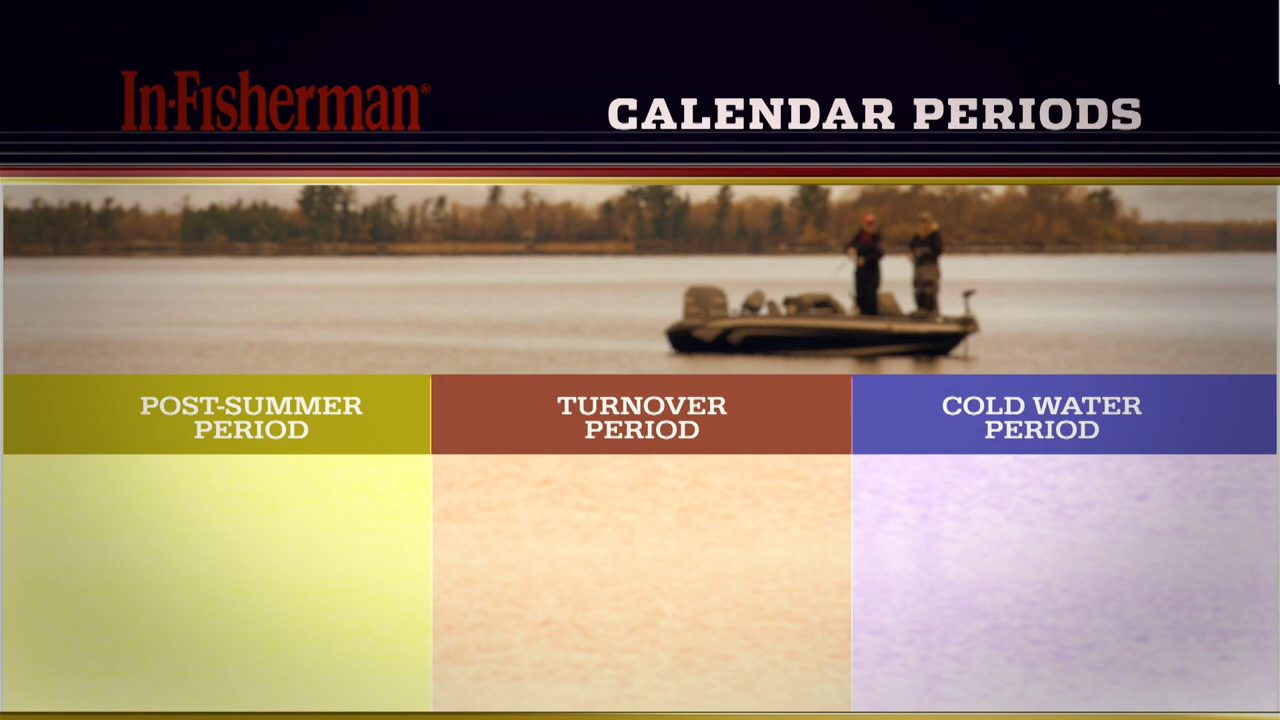 In-Fisherman®
CALENDAR PERIODS
POST-SUMMER
PERIOD
TURNOVER
PERIOD
COLD WATER
PERIOD